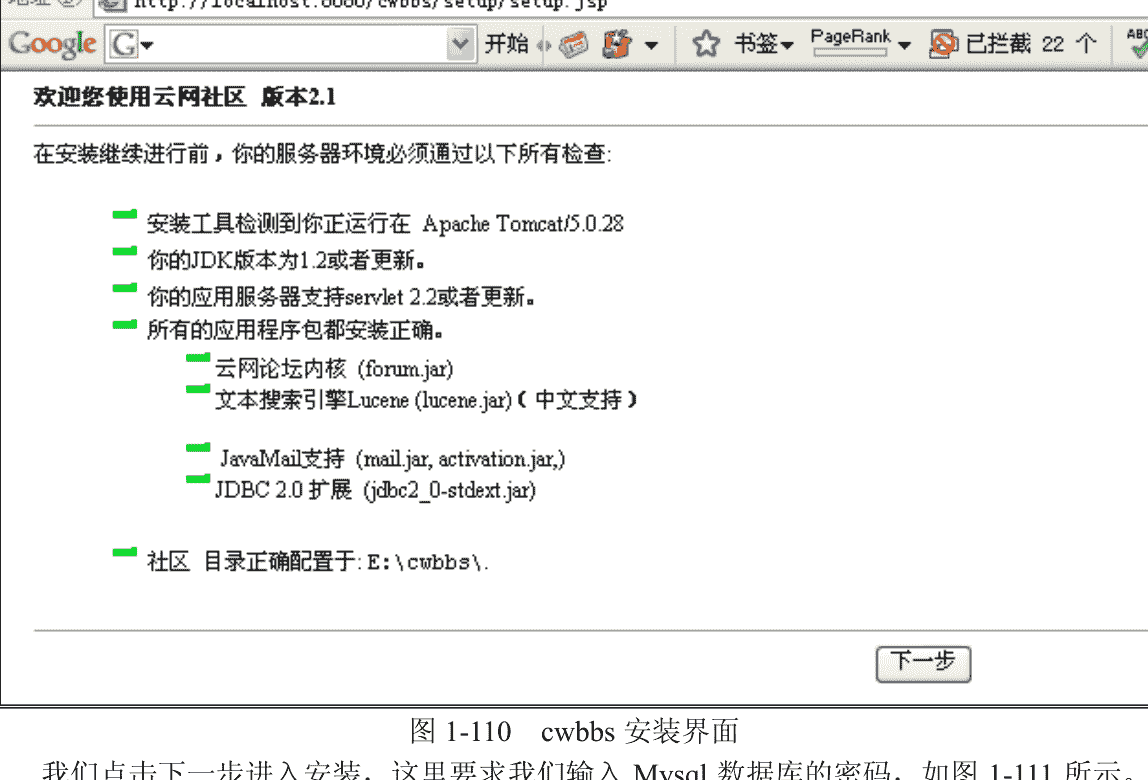 http://localhost:8080/cwbbs/setup/setup.jsp
Google G 开始 书签 PageRank 已拦截 22 个 ABC
欢迎您使用云网社区 版本2.1
在安装继续进行前，你的服务器环境必须通过以下所有检查:
安装工具检测到你正运行在 Apache Tomcat/5.0.28
你的JDK版本为1.2或者更新。
你的应用服务器支持servlet 2.2或者更新。
所有的应用程序包都安装正确。
云网论坛内核 (forum.jar)
文本搜索引擎Lucene (lucene.jar)（中文支持）
JavaMail支持 (mail.jar, activation.jar,)
JDBC 2.0 扩展 (jdbc2_0-stdext.jar)
社区 目录正确配置于: E:\cwbbs\.
下一步
图 1-110 cwbbs 安装界面
我们点击下一步进入安装，这里要求我们输入 Mysql 数据库的密码，如图 1-111 所示。